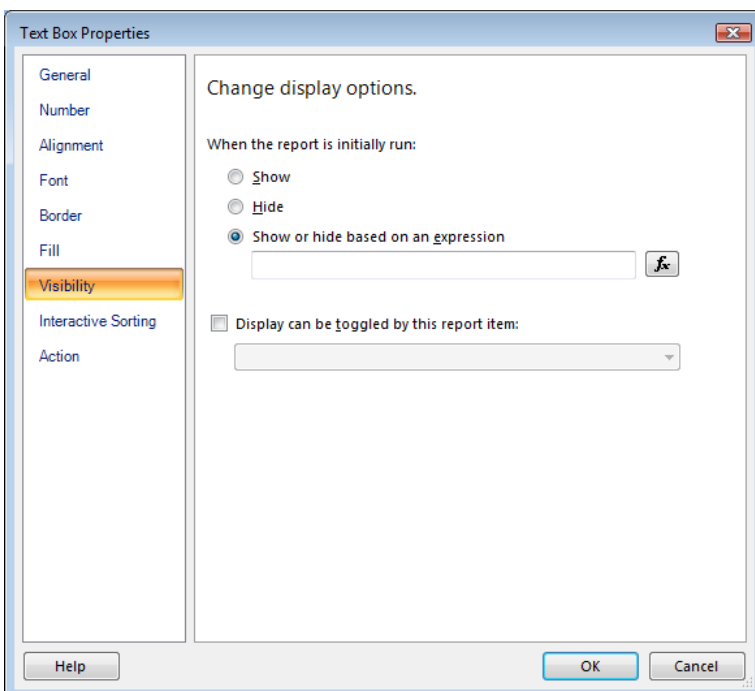 Text Box Properties
General
Number
Alignment
Font
Border
Fill
Visibility
Interactive Sorting
Action
Change display options.
When the report is initially run:
Show
Hide
Show or hide based on an expression
fx
Display can be toggled by this report item:
Help
OK
Cancel